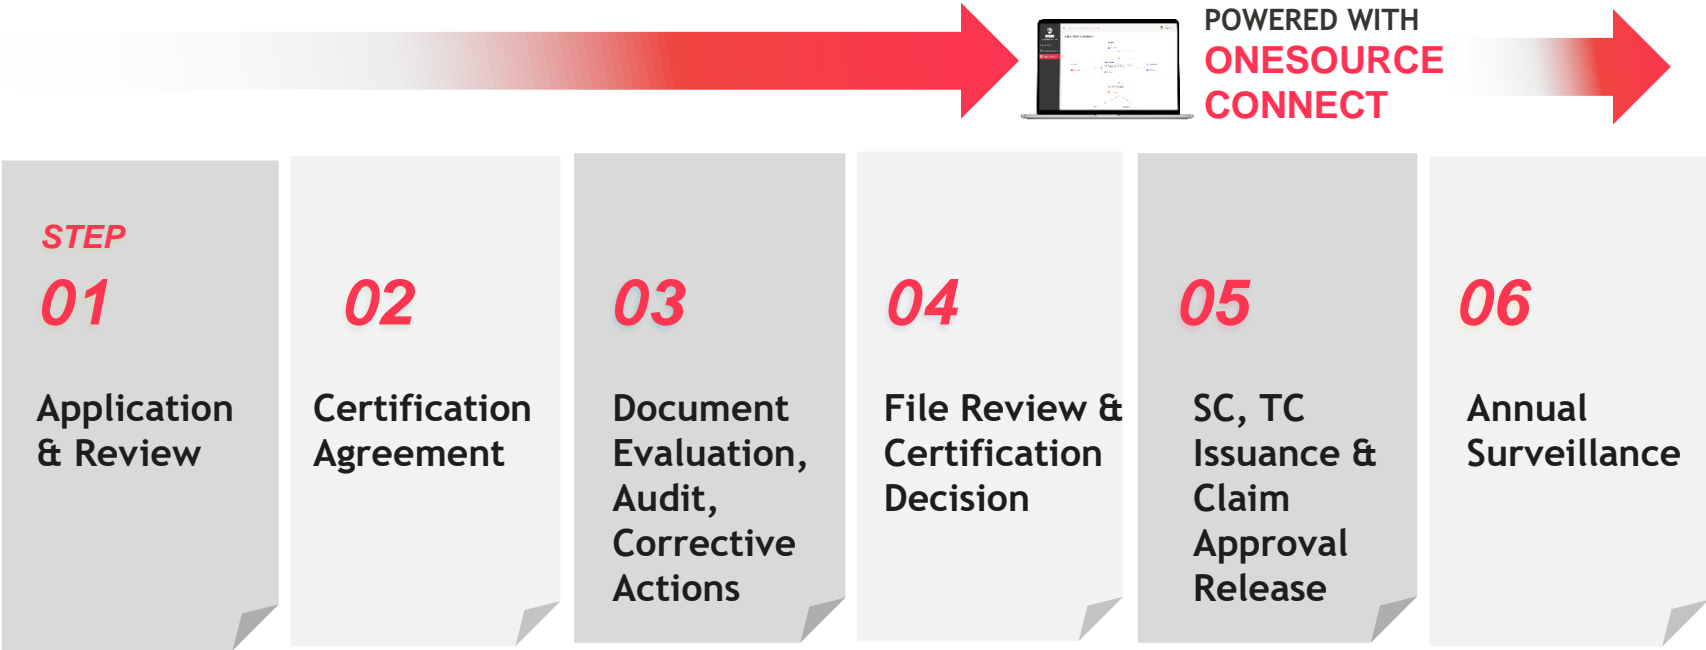 POWERED WITH
ONESOURCE
CONNECT
STEP
01
Application
& Review
02
Certification
Agreement
03
Document
Evaluation,
Audit,
Corrective
Actions
04
File Review &
Certification
Decision
05
SC, TC
Issuance &
Claim
Approval
Release
06
Annual
Surveillance